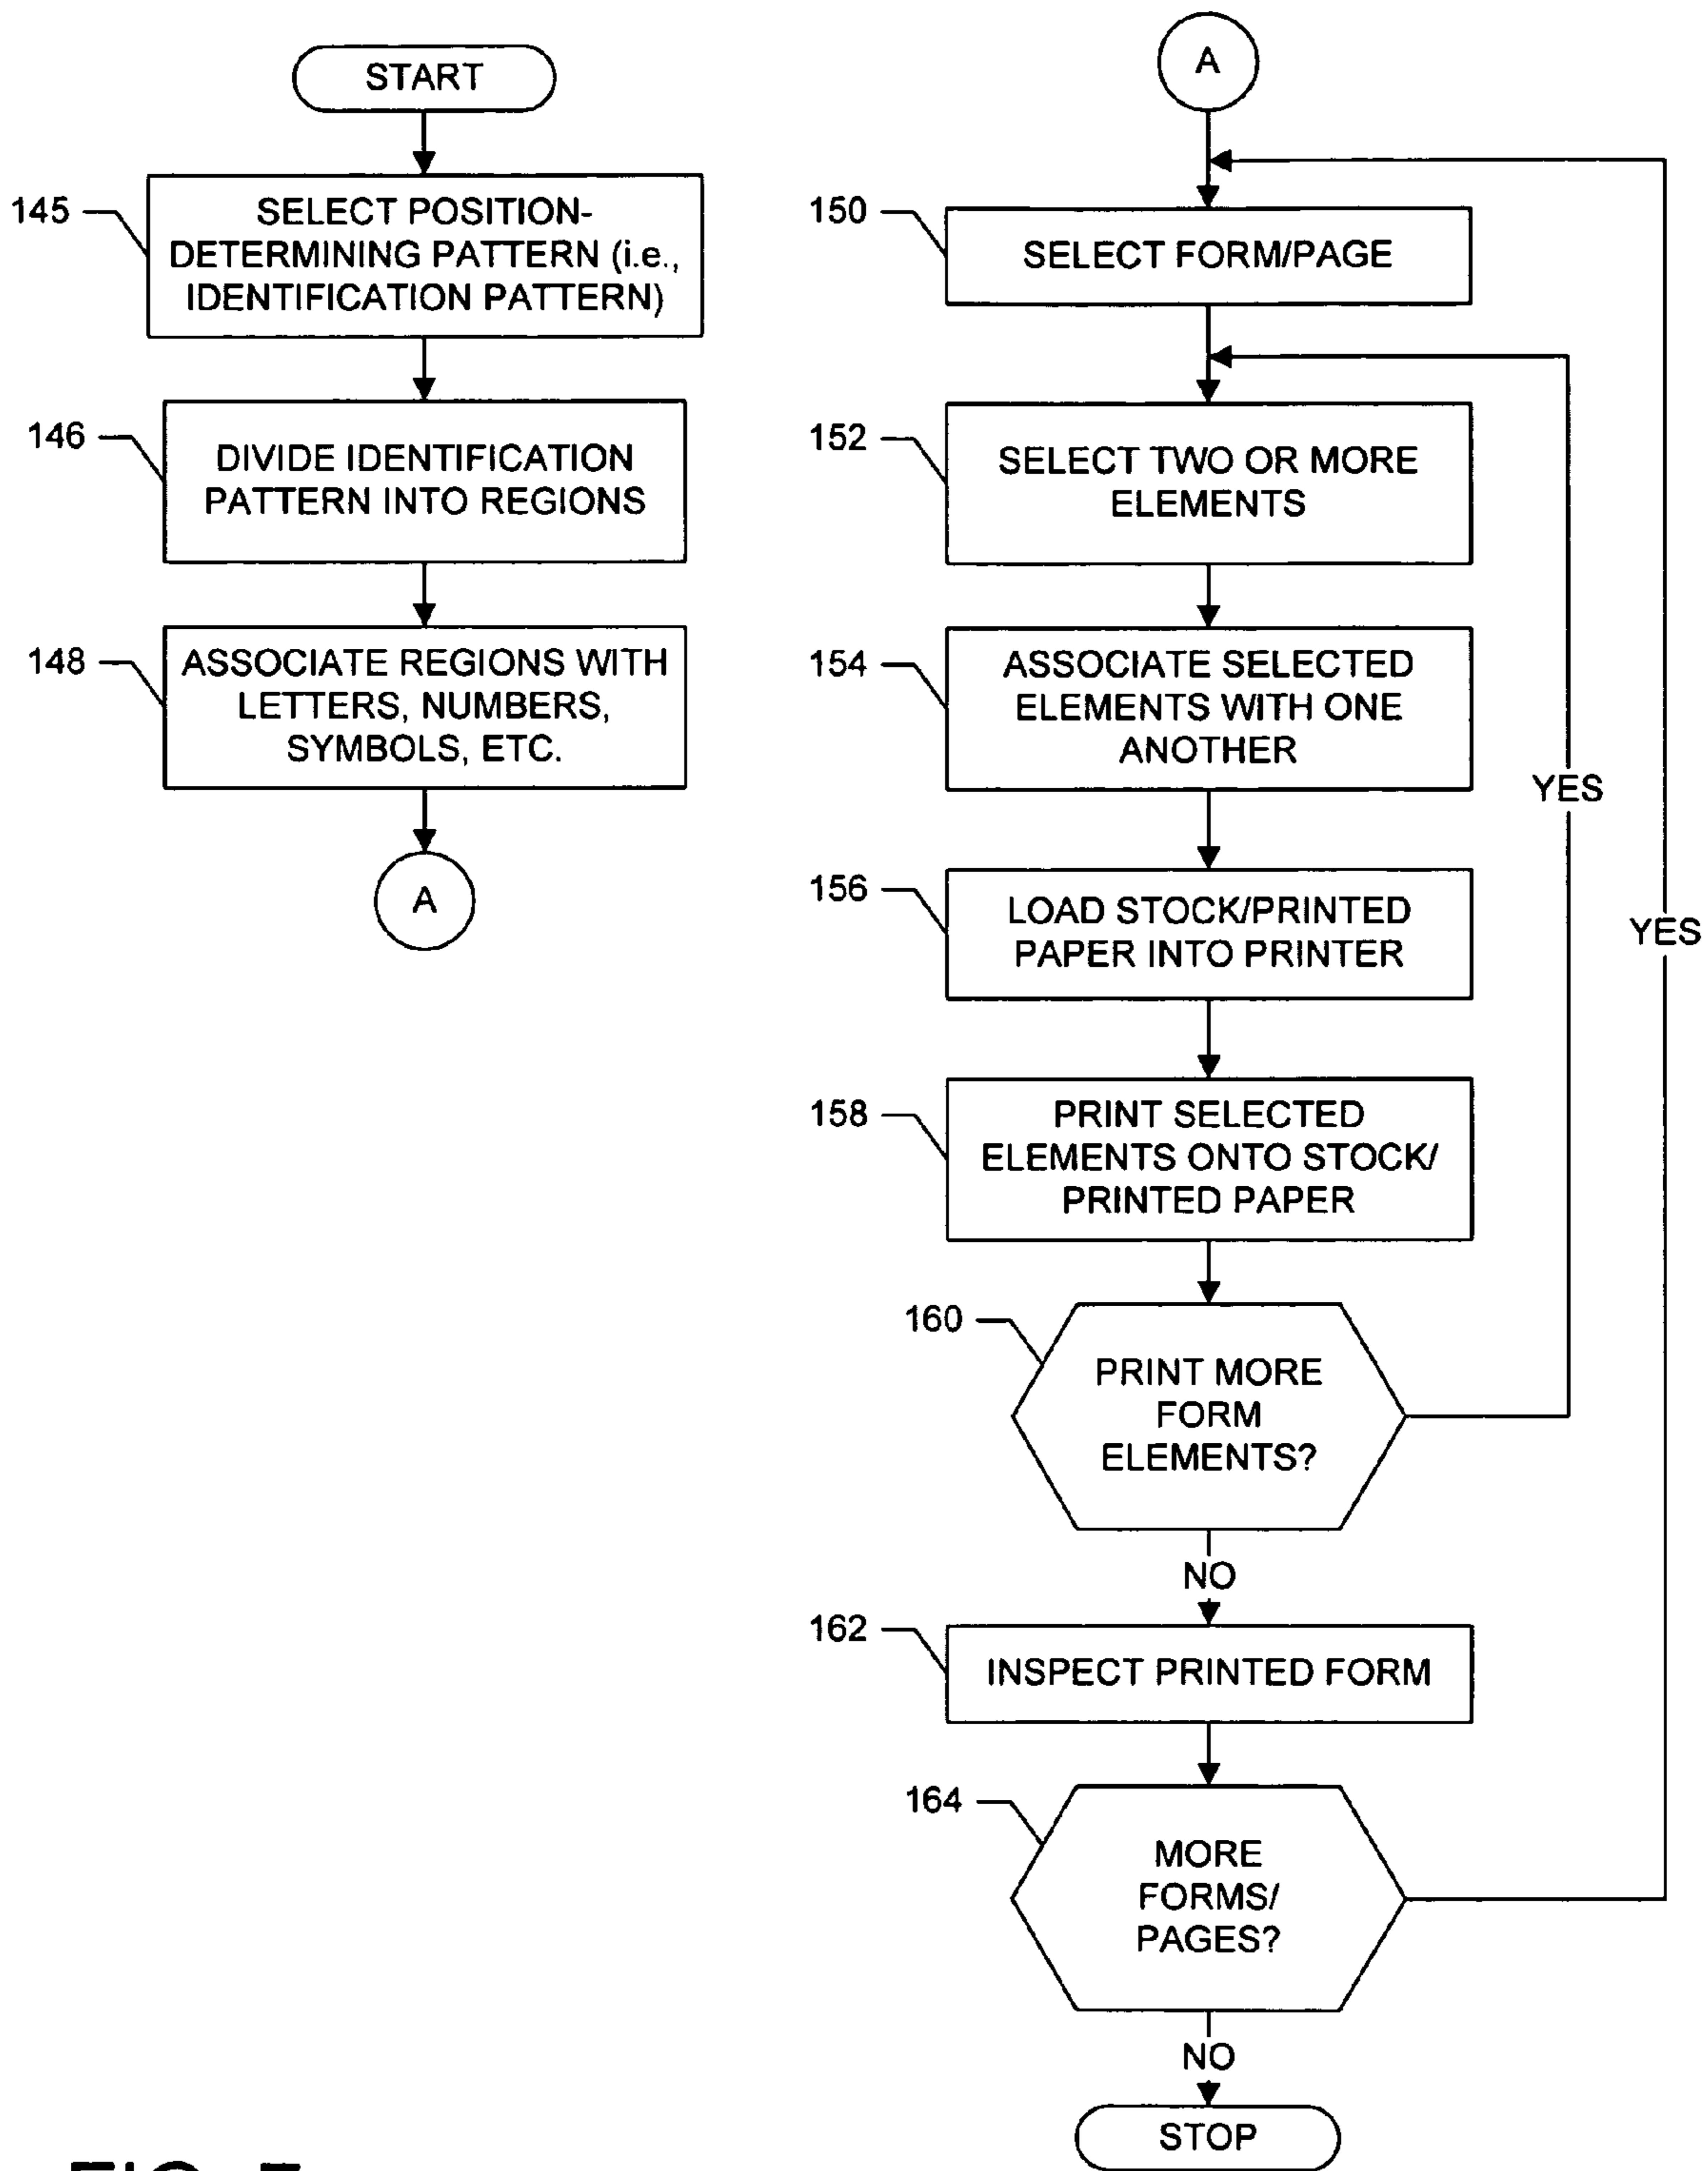 START
145
SELECT POSITION-
DETERMINING PATTERN (i.e.,
IDENTIFICATION PATTERN)
146
DIVIDE IDENTIFICATION
PATTERN INTO REGIONS
148
ASSOCIATE REGIONS WITH
LETTERS, NUMBERS,
SYMBOLS, ETC.
A
A
150
SELECT FORM/PAGE
152
SELECT TWO OR MORE
ELEMENTS
154
ASSOCIATE SELECTED
ELEMENTS WITH ONE
ANOTHER
YES
156
LOAD STOCK/PRINTED
PAPER INTO PRINTER
YES
158
PRINT SELECTED
ELEMENTS ONTO STOCK/
PRINTED PAPER
160
PRINT MORE
FORM
ELEMENTS?
NO
162
INSPECT PRINTED FORM
164
MORE
FORMS/
PAGES?
NO
STOP